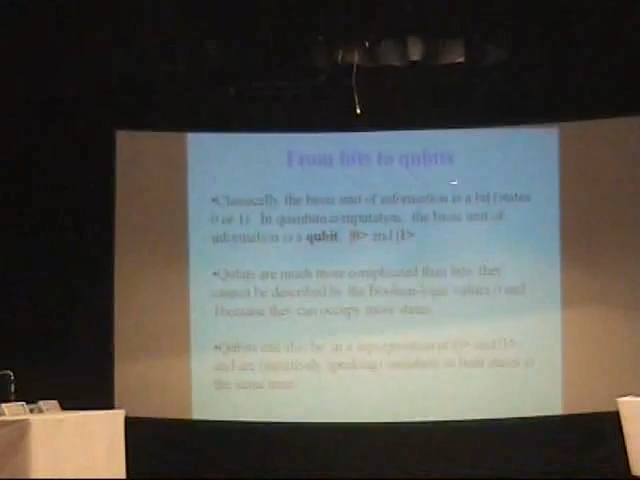 From bits to qubits
•Classically, the basic unit of information is a bit (states
0 or 1). In quantum computation, the basic unit of
information is a qubit. |0> and |1>
•Qubits are much more complicated than bits: they
cannot be described by the boolean-logic values 0 and
1 because they can occupy more states.
•Qubits can also be in a superposition of |0> and |1>
and are (intuitively speaking) somehow in both states at
the same time.